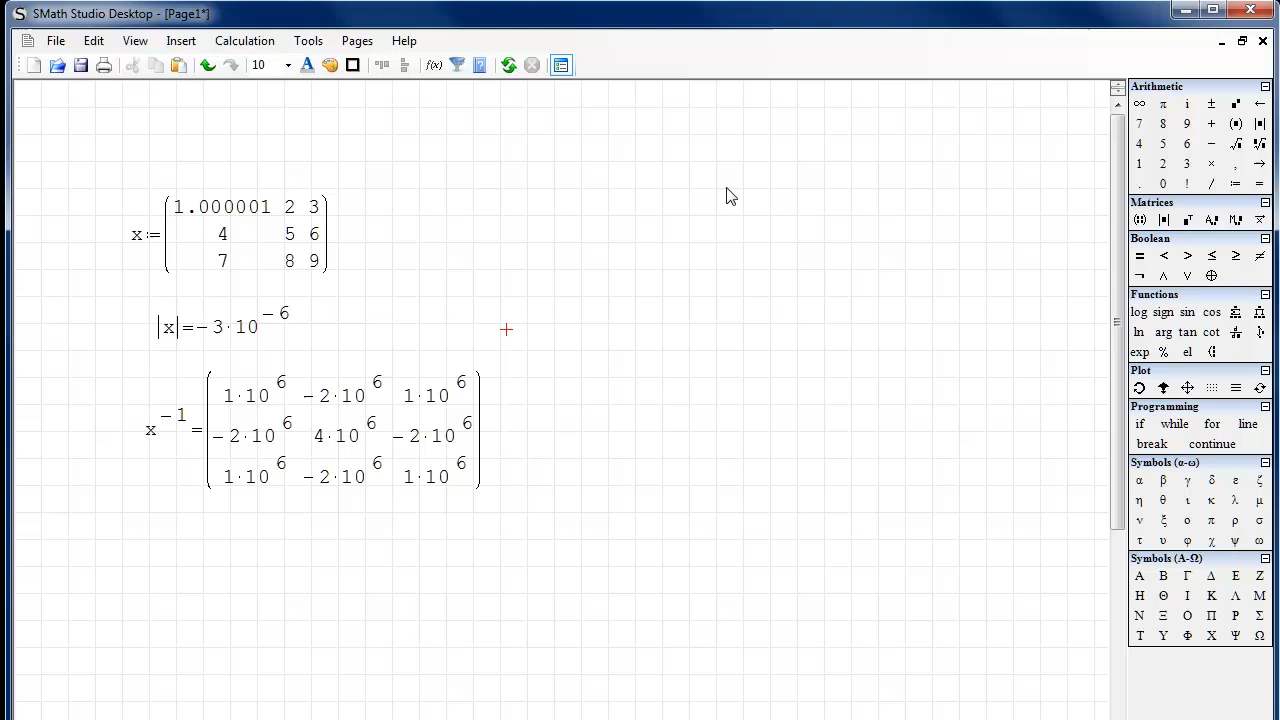 SMath Studio Desktop - [Page1*]
File Edit View Insert Calculation Tools Pages Help
10 A f(x)
Arithmetic
∞ π i ±
7 8 9 +
4 5 6 −
1 2 3 × , →
. 0 ! / := =
Matrices
Boolean
= < > ≤ ≥ ≠
¬ ∧ ∨ ⊕
Functions
log sign sin cos
ln arg tan cot
exp % el
Plot
Programming
if while for line
break continue
Symbols (α-ω)
α β γ δ ε ζ
η θ ι κ λ μ
ν ξ ο π ρ σ
τ υ φ χ ψ ω
Symbols (Α-Ω)
Α Β Γ Δ Ε Ζ
Η Θ Ι Κ Λ Μ
Ν Ξ Ο Π Ρ Σ
Τ Υ Φ Χ Ψ Ω
x:=
1.000001 2 3
4 5 6
7 8 9
|x|=-3·10^-6
x^-1=
1·10^6 -2·10^6 1·10^6
-2·10^6 4·10^6 -2·10^6
1·10^6 -2·10^6 1·10^6